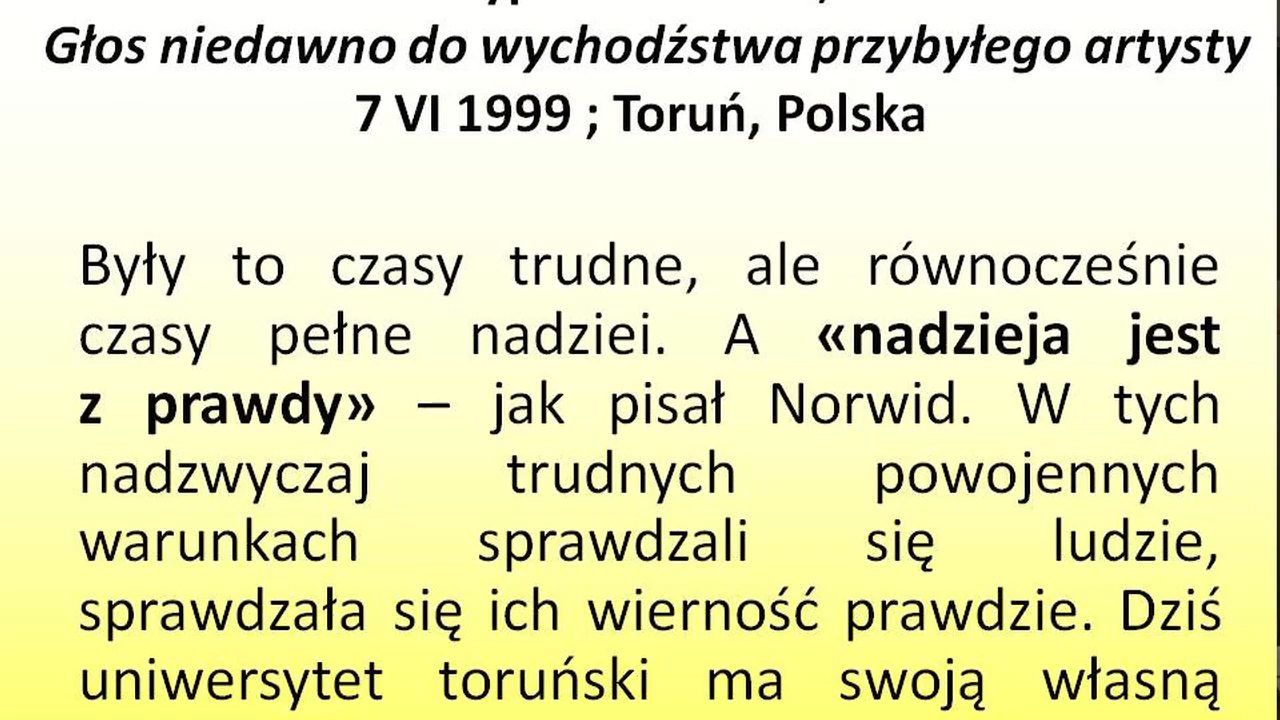 Głos niedawno do wychodźstwa przybyłego artysty
7 VI 1999 ; Toruń, Polska
Były to czasy trudne, ale równocześnie
czasy pełne nadziei. A «nadzieja jest
z prawdy» – jak pisał Norwid. W tych
nadzwyczaj trudnych powojennych
warunkach sprawdzali się ludzie,
sprawdzała się ich wierność prawdzie. Dziś
uniwersytet toruński ma swoją własną